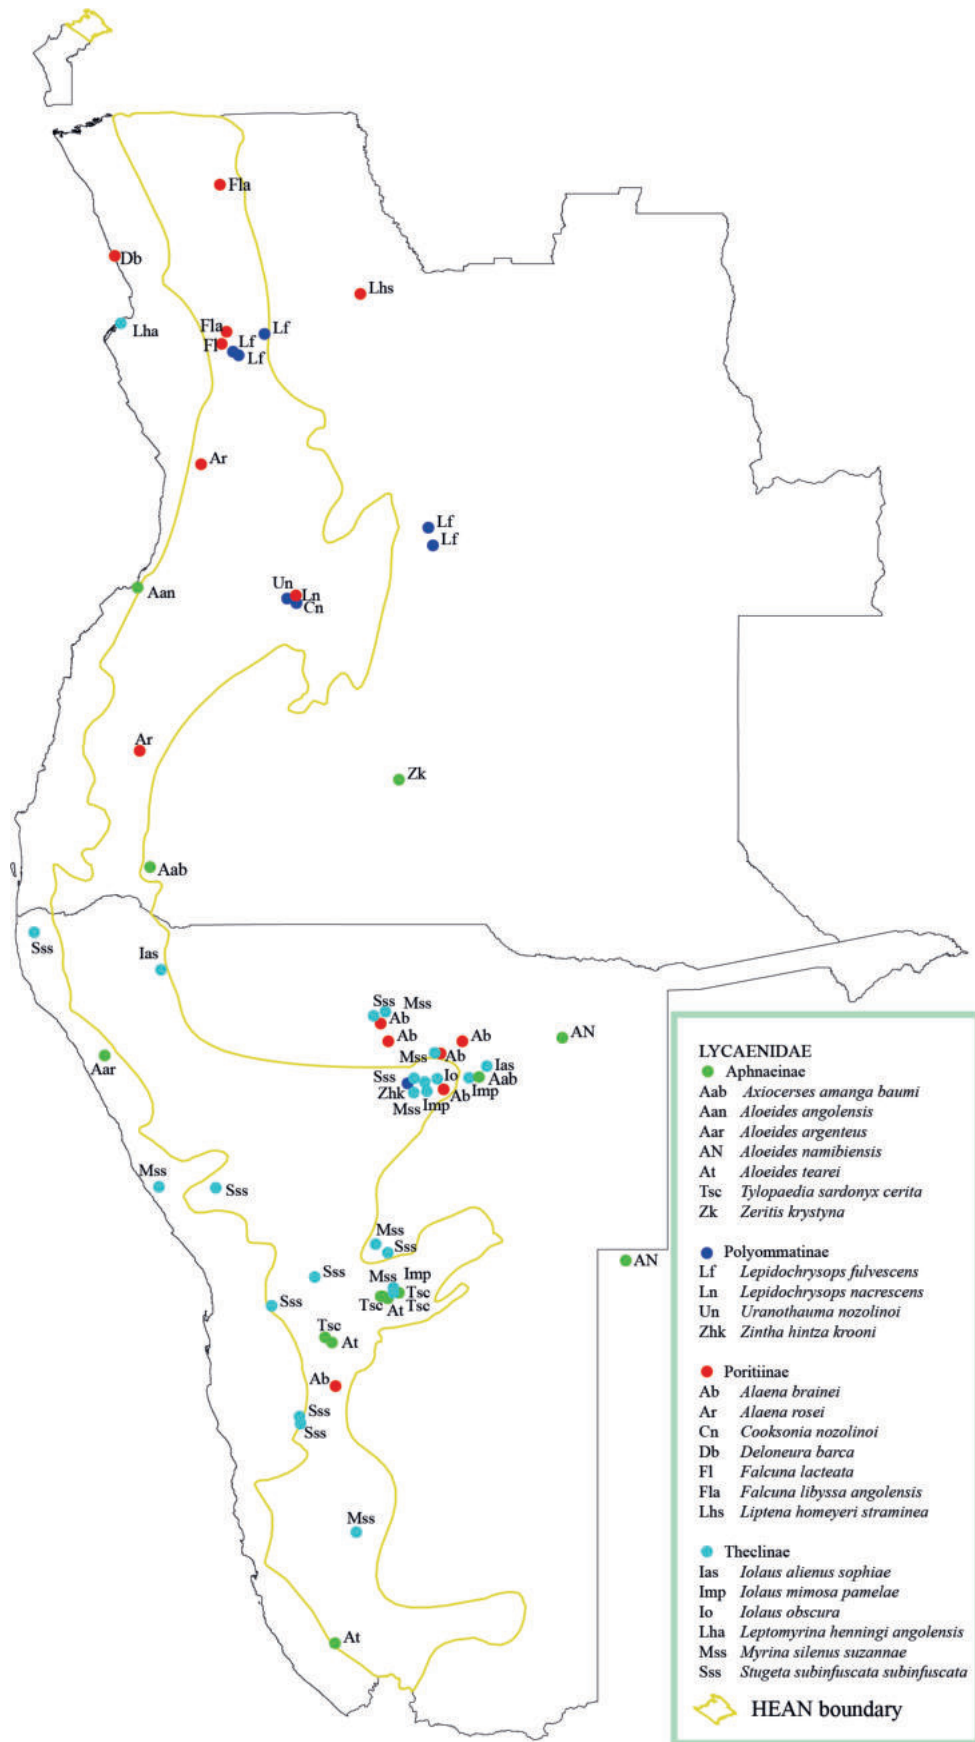 Fla
Db
Lhs
Lha
Fla
Lf
Fl
Lf
Lf
Ar
Lf
Lf
Aan
Un
Ln
Cn
Ar
Zk
Aab
Sss
Ias
Sss
Mss
Ab
AN
Ab
Ab
Mss
Ab
Aar
Ias
Sss
Io
Aab
Zhk
Ab
Imp
Mss
Imp
Mss
Sss
Mss
Sss
AN
Sss
Mss
Imp
Sss
Tsc
Tsc
At
Tsc
Tsc
At
Ab
Sss
Sss
Mss
At
LYCAENIDAE
Aphnaeinae
Aab Axiocerses amanga baumi
Aan Aloeides angolensis
Aar Aloeides argenteus
AN Aloeides namibiensis
At Aloeides tearei
Tsc Tylopaedia sardonyx cerita
Zk Zeritis krystyna
Polyommatinae
Lf Lepidochrysops fulvescens
Ln Lepidochrysops nacrescens
Un Uranothauma nozolinoi
Zhk Zintha hintza krooni
Poritiinae
Ab Alaena brainei
Ar Alaena rosei
Cn Cooksonia nozolinoi
Db Deloneura barca
Fl Falcuna lacteata
Fla Falcuna libyssa angolensis
Lhs Liptena homeyeri straminea
Theclinae
Ias Iolaus alienus sophiae
Imp Iolaus mimosa pamelae
Io Iolaus obscura
Lha Leptomyrina henningi angolensis
Mss Myrina silenus suzannae
Sss Stugeta subinfuscata subinfuscata
HEAN boundary